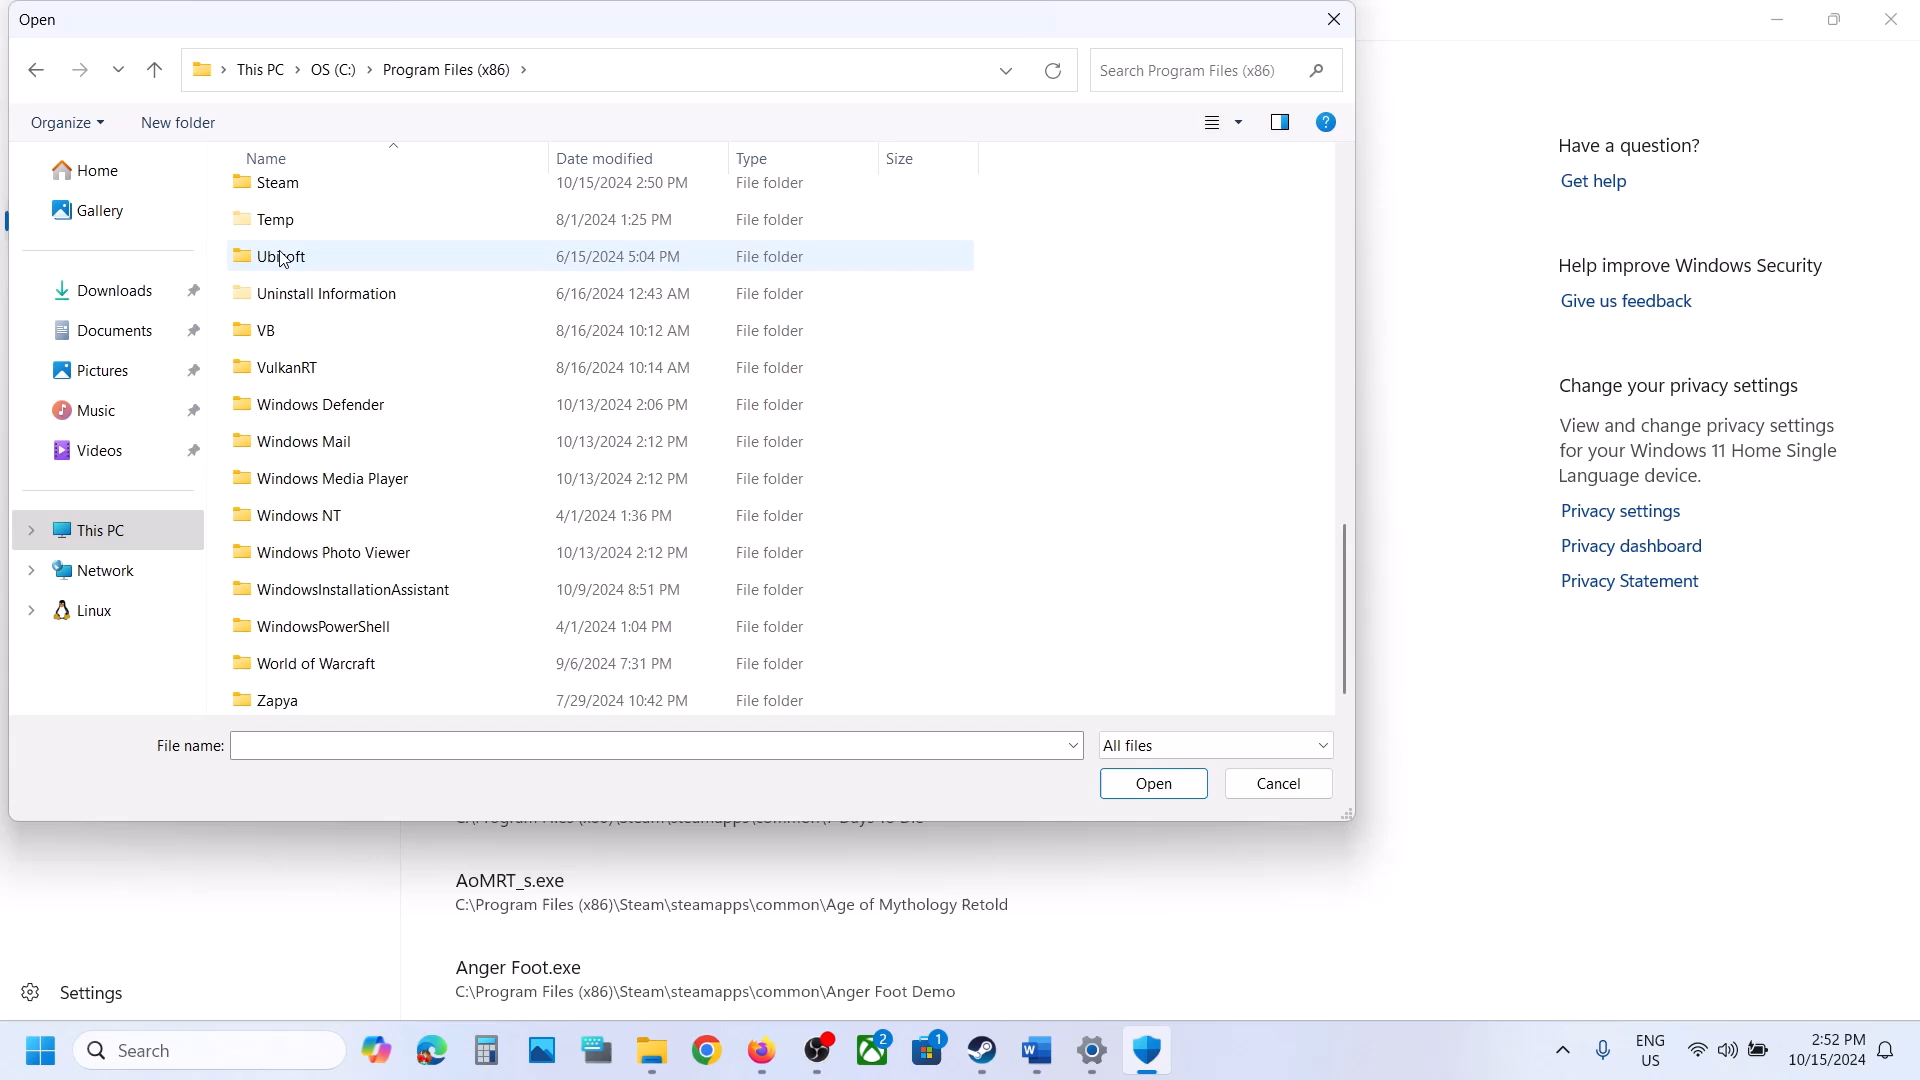 Open
This PC > OS (C:) > Program Files (x86) >
Search Program Files (x86)
Organize
New folder
Home
Gallery
Downloads
Documents
Pictures
Music
Videos
This PC
Network
Linux
Name Date modified Type Size
Steam 10/15/2024 2:50 PM File folder
Temp 8/1/2024 1:25 PM File folder
Ubisoft 6/15/2024 5:04 PM File folder
Uninstall Information 6/16/2024 12:43 AM File folder
VB 8/16/2024 10:12 AM File folder
VulkanRT 8/16/2024 10:14 AM File folder
Windows Defender 10/13/2024 2:06 PM File folder
Windows Mail 10/13/2024 2:12 PM File folder
Windows Media Player 10/13/2024 2:12 PM File folder
Windows NT 4/1/2024 1:36 PM File folder
Windows Photo Viewer 10/13/2024 2:12 PM File folder
WindowsInstallationAssistant 10/9/2024 8:51 PM File folder
WindowsPowerShell 4/1/2024 1:04 PM File folder
World of Warcraft 9/6/2024 7:31 PM File folder
Zapya 7/29/2024 10:42 PM File folder
File name:
All files
Open
Cancel
Have a question?
Get help
Help improve Windows Security
Give us feedback
Change your privacy settings
View and change privacy settings
for your Windows 11 Home Single
Language device.
Privacy settings
Privacy dashboard
Privacy Statement
AoMRT_s.exe
C:\Program Files (x86)\Steam\steamapps\common\Age of Mythology Retold
Anger Foot.exe
C:\Program Files (x86)\Steam\steamapps\common\Anger Foot Demo
Settings
Search
2
1
ENG
US
2:52 PM
10/15/2024